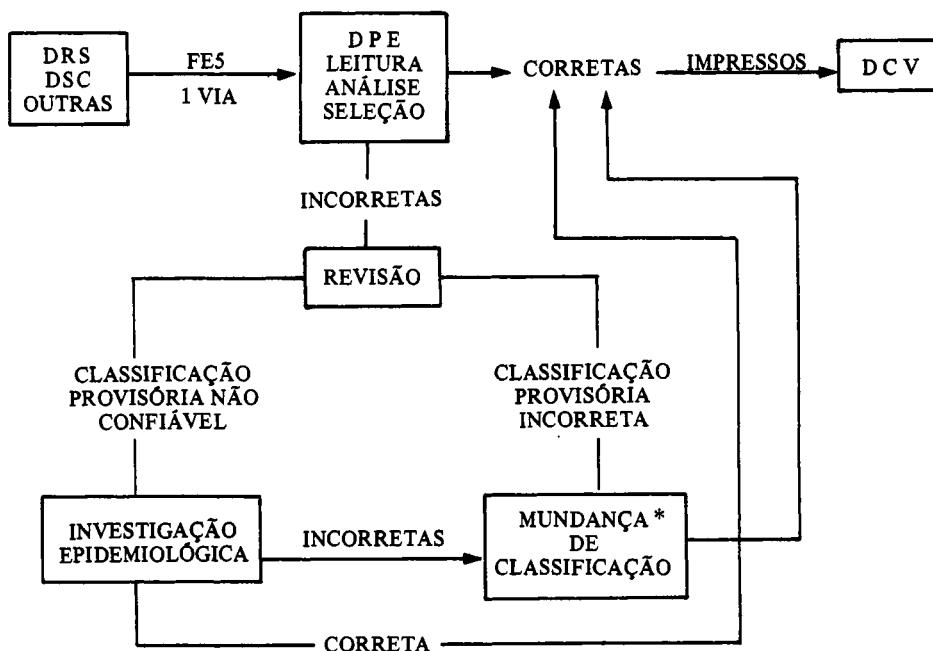 DRS
DSC
OUTRAS
FE5
1 VIA
DPE
LEITURA
ANÁLISE
SELEÇÃO
CORRETAS
IMPRESSOS
DCV
INCORRETAS
REVISÃO
CLASSIFICAÇÃO
PROVISÓRIA NÃO
CONFIÁVEL
CLASSIFICAÇÃO
PROVISÓRIA
INCORRETA
INVESTIGAÇÃO
EPIDEMIOLÓGICA
INCORRETAS
MUNDANÇA *
DE
CLASSIFICAÇÃO
CORRETA